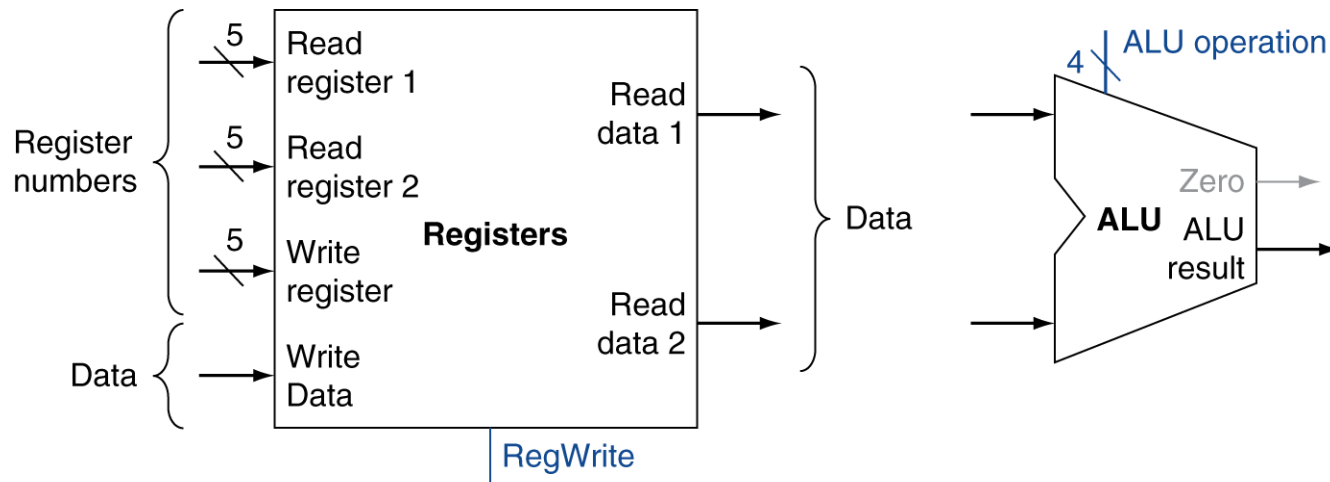 5
Read
register 1
5
Read
register 2
5
Write
register
Write
Data
Register
numbers
Data
Registers
Read
data 1
Read
data 2
RegWrite
Data
4
ALU operation
Zero
ALU
ALU
result